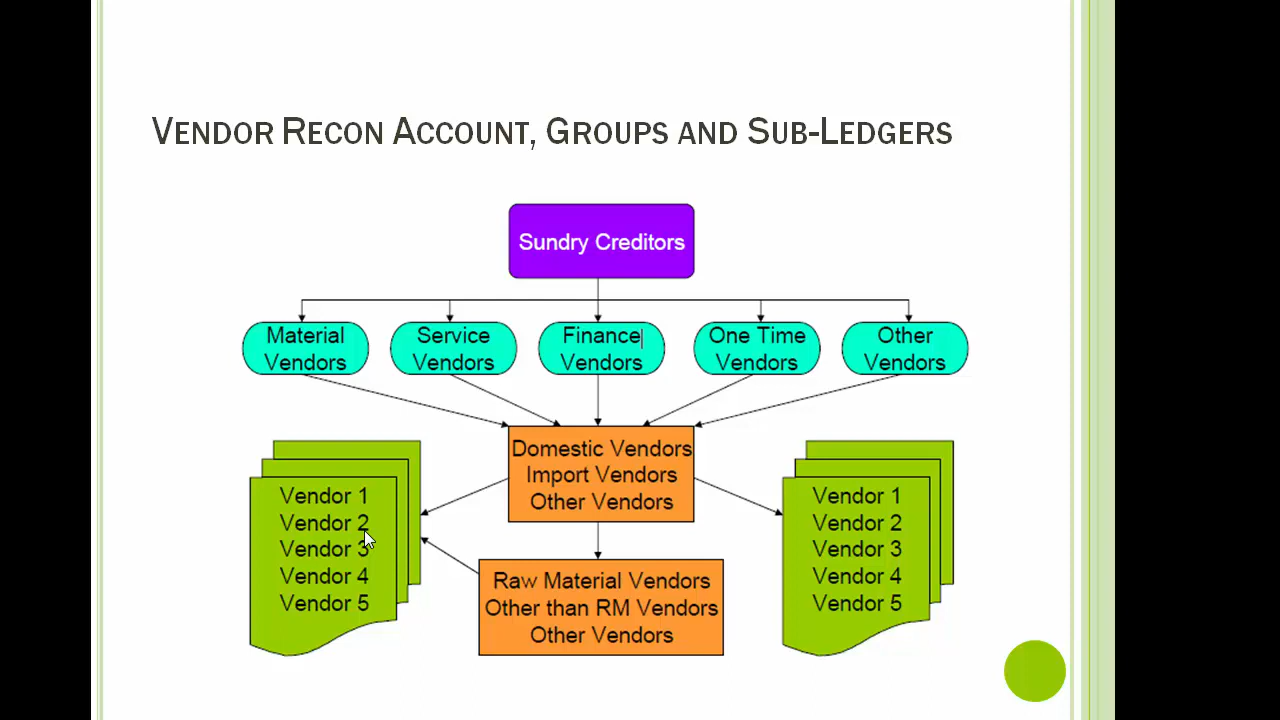 VENDOR RECON ACCOUNT, GROUPS AND SUB-LEDGERS
Sundry Creditors
Material
Vendors
Service
Vendors
Finance
Vendors
One Time
Vendors
Other
Vendors
Domestic Vendors
Import Vendors
Other Vendors
Vendor 1
Vendor 2
Vendor 3
Vendor 4
Vendor 5
Vendor 1
Vendor 2
Vendor 3
Vendor 4
Vendor 5
Raw Material Vendors
Other than RM Vendors
Other Vendors